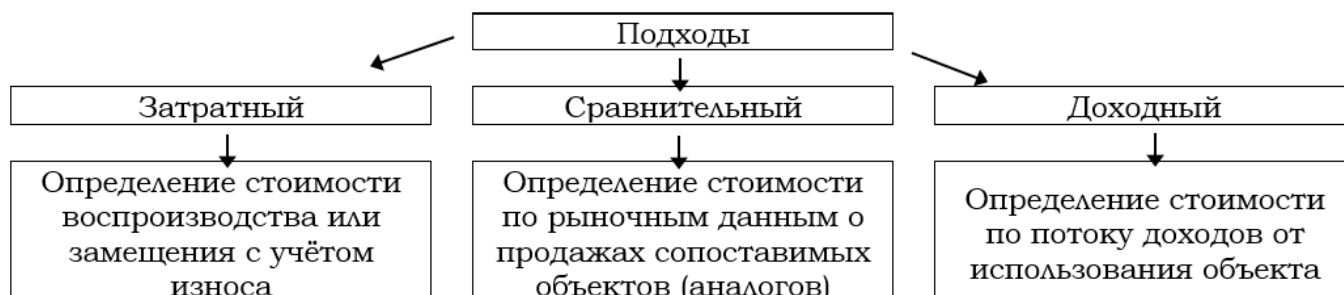 Подходы
Затратный
Сравнительный
Доходный
Определение стоимости
воспроизводства или
замещения с учётом
износа
Определение стоимости
по рыночным данным о
продажах сопоставимых
объектов (аналогов)
Определение стоимости
по потоку доходов от
использования объекта